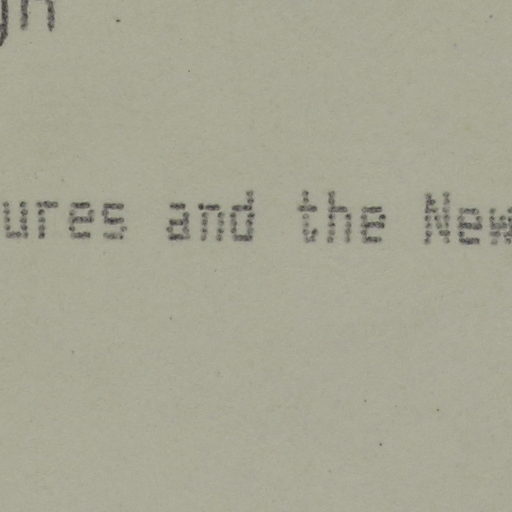 ures and the New